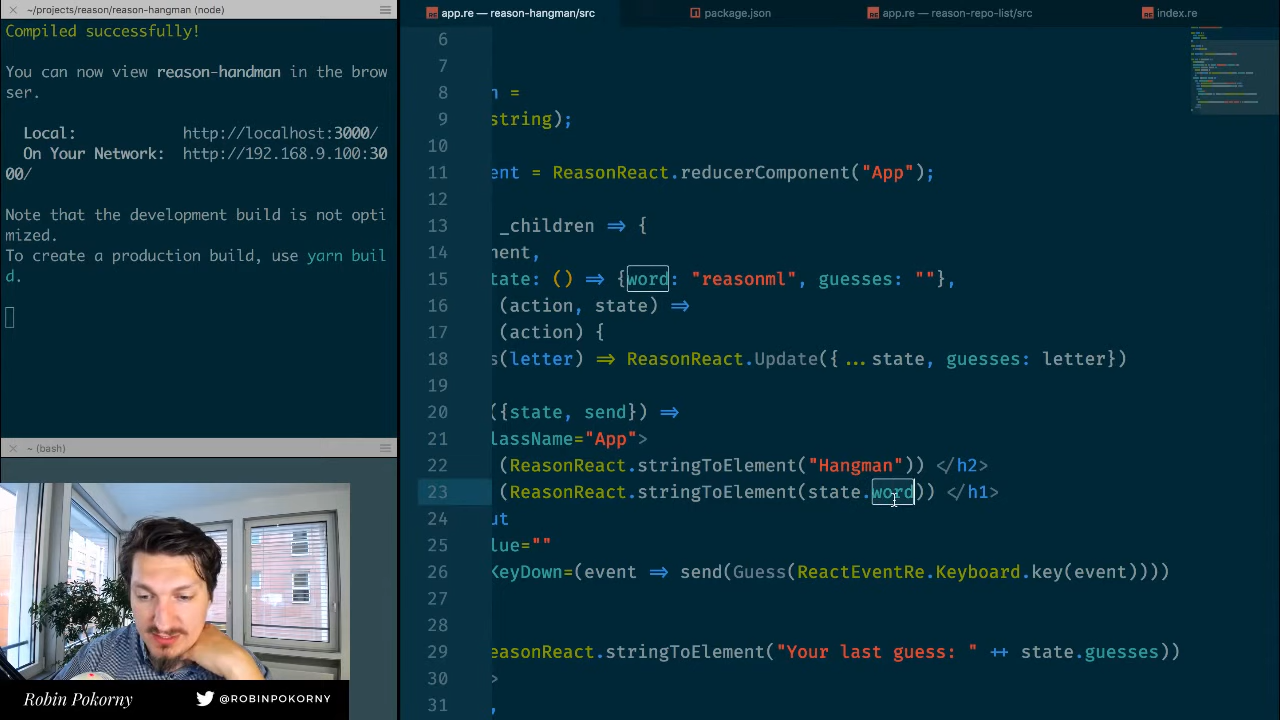 ~/projects/reason/reason-hangman (node)
Compiled successfully!
You can now view reason-handman in the brow
ser.
Local: http://localhost:3000/
On Your Network: http://192.168.9.100:30
00/
Note that the development build is not opti
mized.
To create a production build, use yarn buil
d.
~ (bash)
Robin Pokorny @ROBINPOKORNY
app.re — reason-hangman/src package.json app.re — reason-repo-list/src index.re
6
7
8 n =
9 string);
10
11 ent = ReasonReact.reducerComponent("App");
12
13 _children => {
14 nent,
15 tate: () => {word: "reasonml", guesses: ""},
16 (action, state) =>
17 (action) {
18 s(letter) => ReasonReact.Update({...state, guesses: letter})
19
20 ({state, send}) =>
21 lassName="App">
22 (ReasonReact.stringToElement("Hangman")) </h2>
23 (ReasonReact.stringToElement(state.word)) </h1>
24 ut
25 lue=""
26 KeyDown=(event => send(Guess(ReactEventRe.Keyboard.key(event))))
27
28
29 easonReact.stringToElement("Your last guess: " ++ state.guesses))
30 >
31 ,